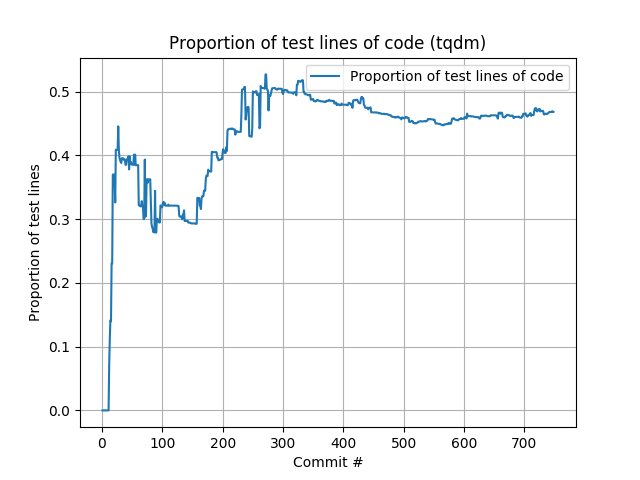 Proportion of test lines of code (tqdm)
Proportion of test lines of code
0.5
0.4
0.3
0.2
0.1
0.0
Proportion of test lines
0 100 200 300 400 500 600 700
Commit #